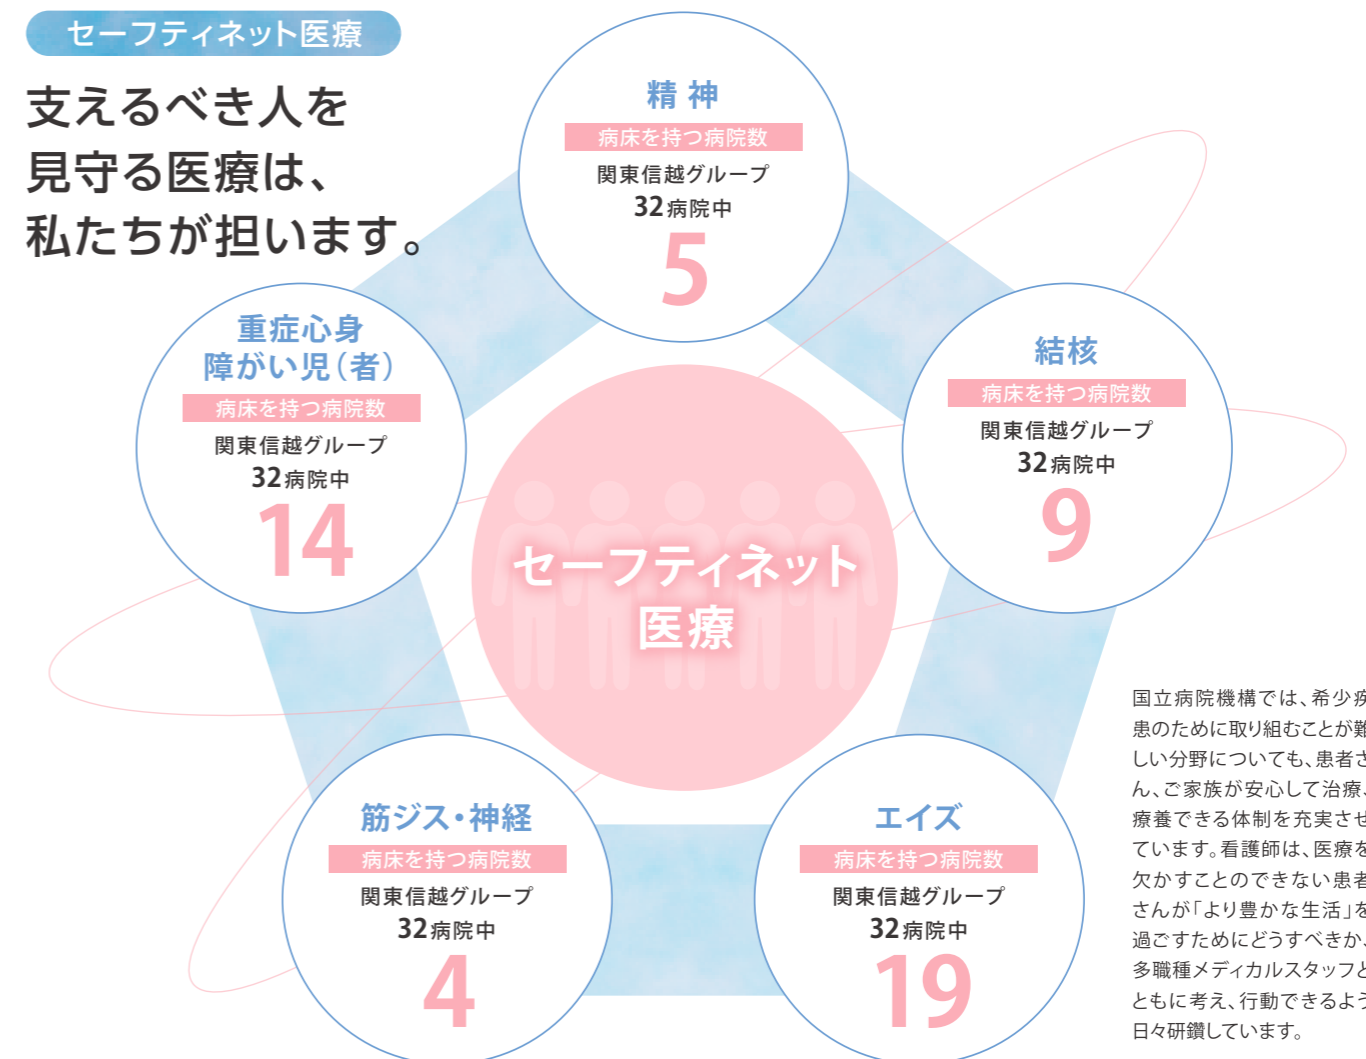 セーフティネット医療
支えるべき人を
見守る医療は、
私たちが担います。
精神
病床を持つ病院数
関東信越グループ
32病院中
5
重症心身
障がい児(者)
病床を持つ病院数
関東信越グループ
32病院中
14
結核
病床を持つ病院数
関東信越グループ
32病院中
9
セーフティネット
医療
筋ジス・神経
病床を持つ病院数
関東信越グループ
32病院中
4
エイズ
病床を持つ病院数
関東信越グループ
32病院中
19
国立病院機構では、希少疾
患のために取り組むことが難
しい分野についても、患者さ
ん、ご家族が安心して治療、
療養できる体制を充実させ
ています。看護師は、医療を
欠かすことのできない患者
さんが「より豊かな生活」を
過ごすためにどうすべきか、
多職種メディカルスタッフと
ともに考え、行動できるよう
日々研鑽しています。